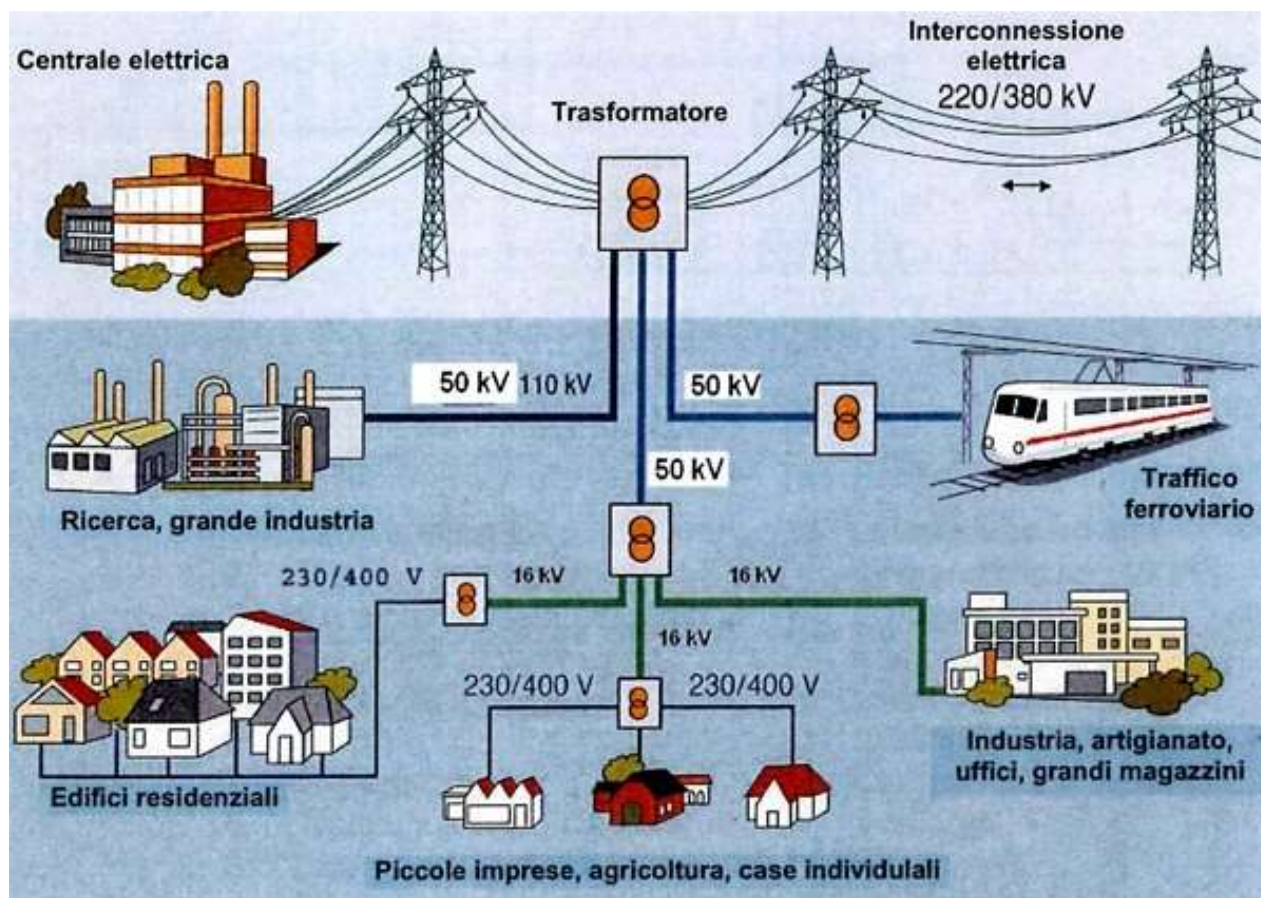 Centrale elettrica
Trasformatore
Interconnessione
elettrica
220/380 kV
50 kV 110 kV
50 kV
50 kV
Ricerca, grande industria
Traffico
ferroviario
230/400 V
16 kV
16 kV
16 kV
230/400 V
230/400 V
Edifici residenziali
Industria, artigianato,
uffici, grandi magazzini
Piccole imprese, agricoltura, case individulali